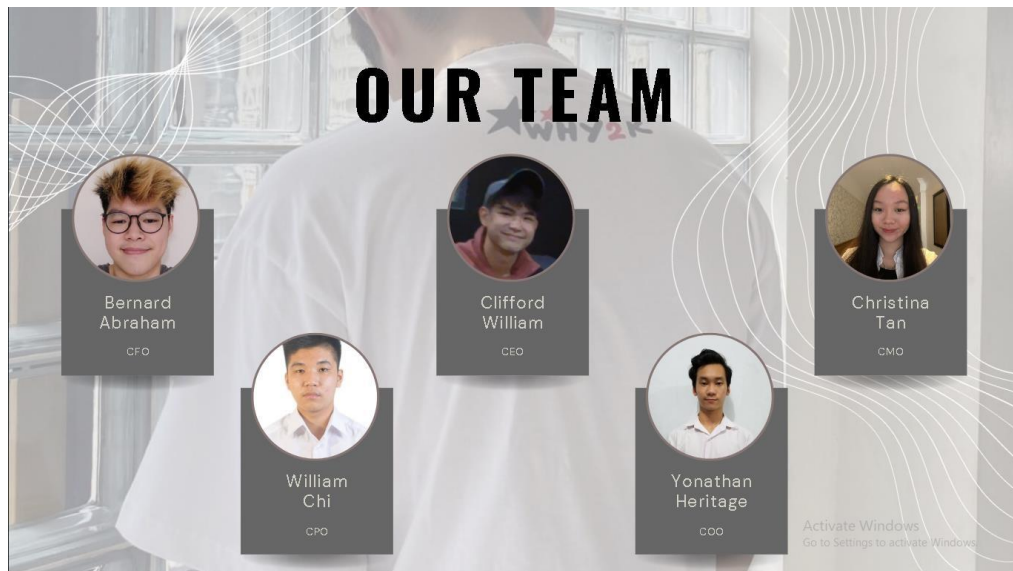 OUR TEAM
WHY2K
Bernard
Abraham
CFO
Clifford
William
CEO
Christina
Tan
CMO
William
Chi
CPO
Yonathan
Heritage
COO
Activate Windows
Go to Settings to activate Windows.